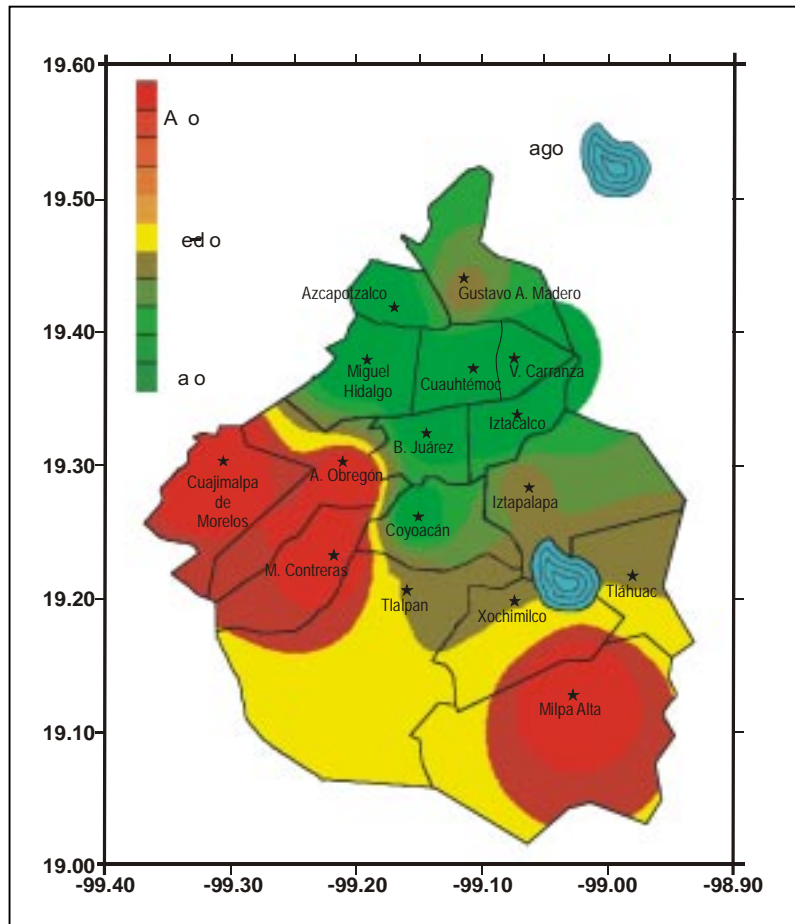 19.60
19.50
19.40
19.30
19.20
19.10
19.00
-99.40
-99.30
-99.20
-99.10
-99.00
-98.90
A o
ago
edo
a o
Azcapotzalco
Gustavo A. Madero
Miguel
Hidalgo
Cuauhtémoc
V. Carranza
Iztacalco
B. Juárez
A. Obregón
Cuajimalpa
de
Morelos
Iztapalapa
Coyoacán
M. Contreras
Tlalpan
Xochimilco
Tláhuac
Milpa Alta